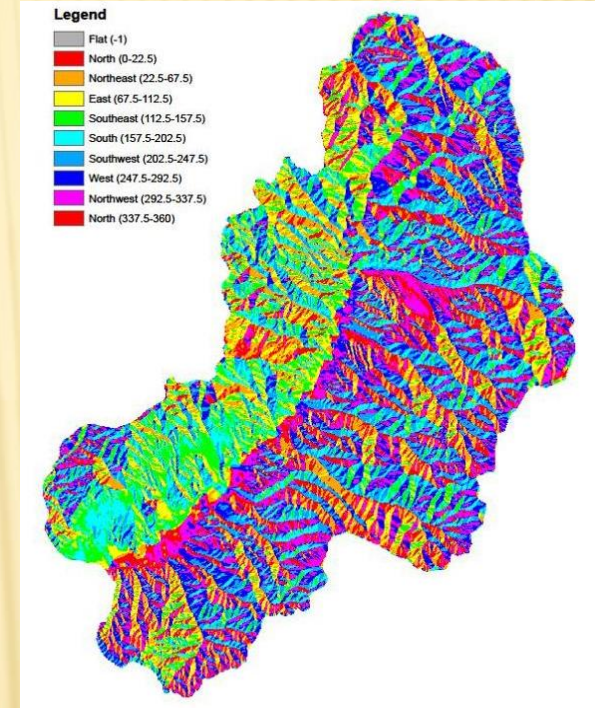 Legend
Flat (-1)
North (0-22.5)
Northeast (22.5-67.5)
East (67.5-112.5)
Southeast (112.5-157.5)
South (157.5-202.5)
Southwest (202.5-247.5)
West (247.5-292.5)
Northwest (292.5-337.5)
North (337.5-360)